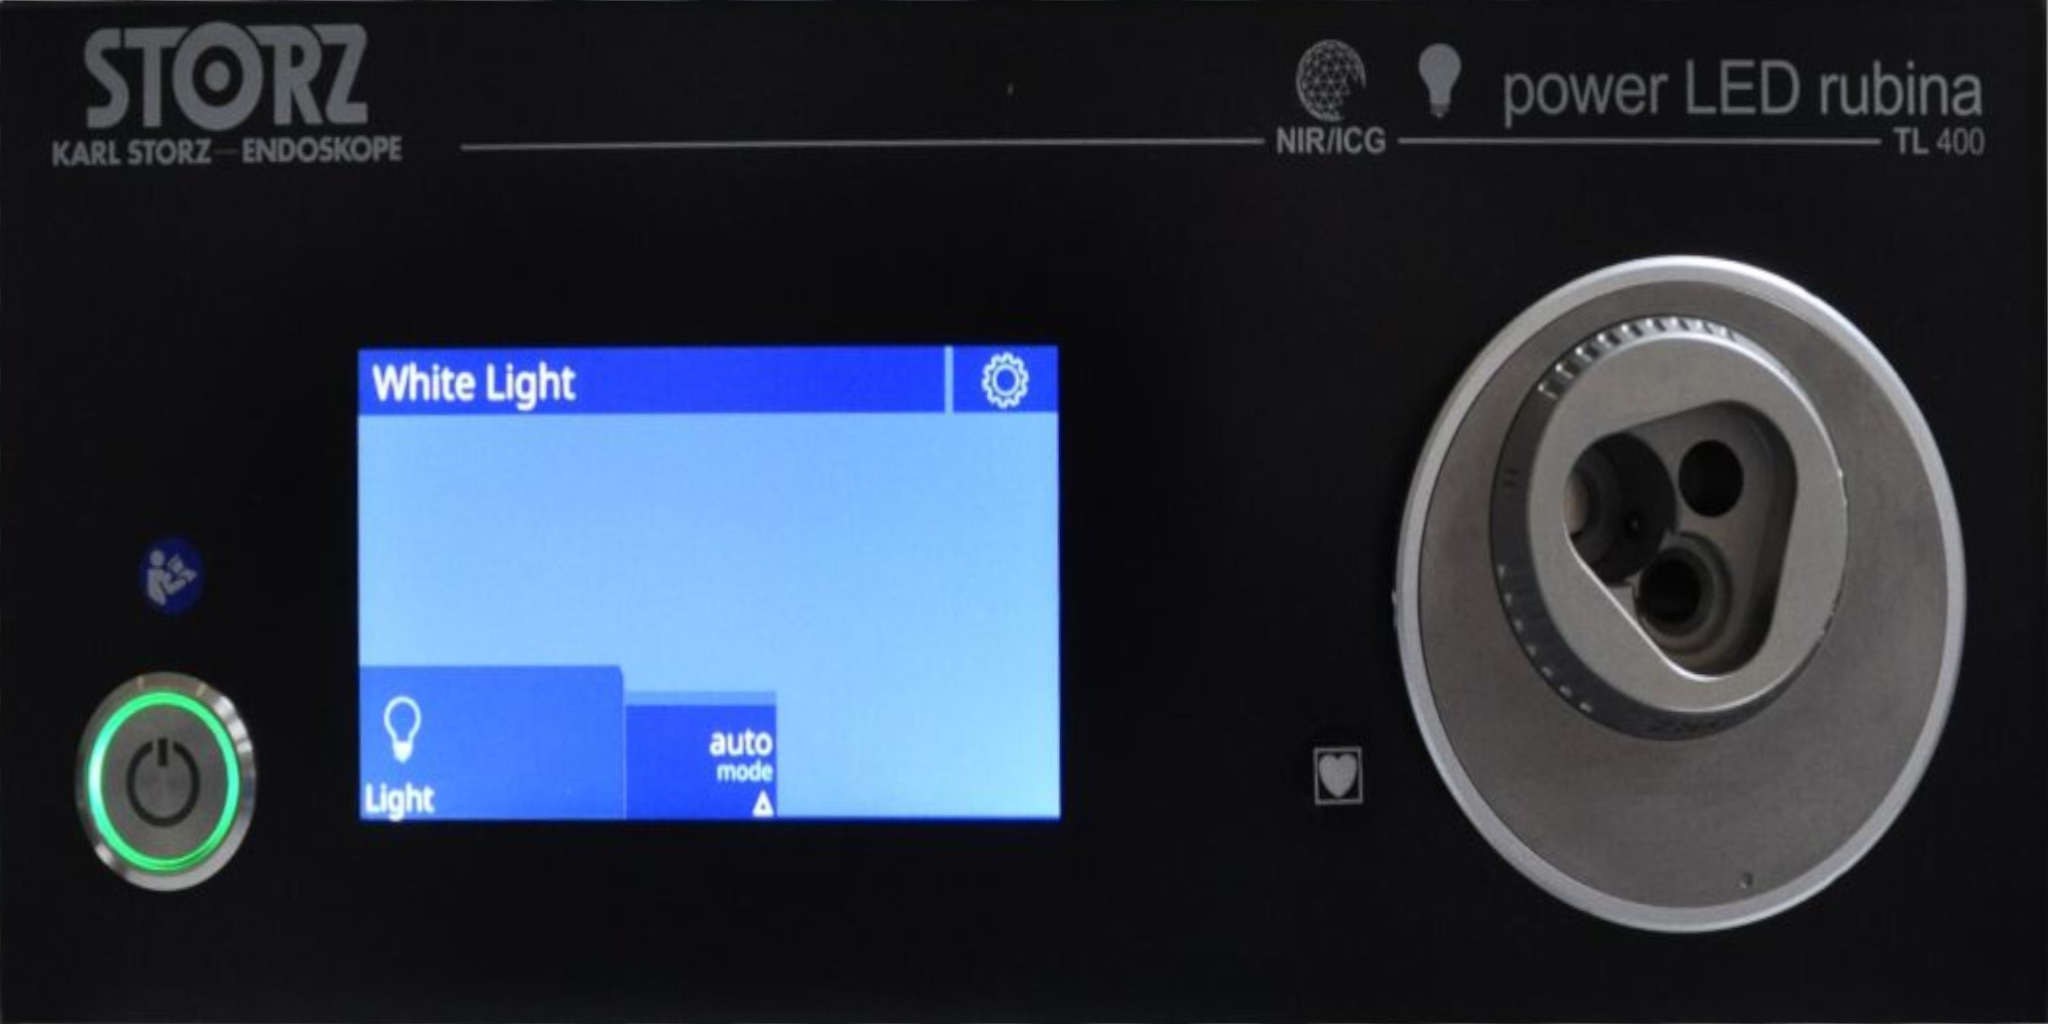 STORZ
KARL STORZ — ENDOSKOPE
power LED rubina
NIR/ICG
TL 400
White Light
auto
mode
Light